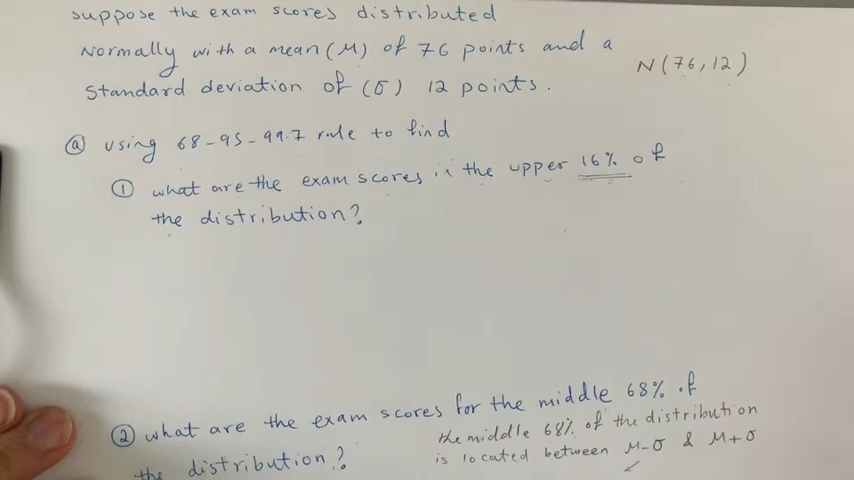 suppose the exam scores distributed
Normally with a mean (μ) of 76 points and a
Standard deviation of (σ) 12 points.
N(76,12)
ⓐ using 68-95-99.7 rule to find
① what are the exam scores in the upper 16% of
the distribution?
② what are the exam scores for the middle 68% of
the distribution?
the middle 68% of the distribution
is located between μ-σ & μ+σ